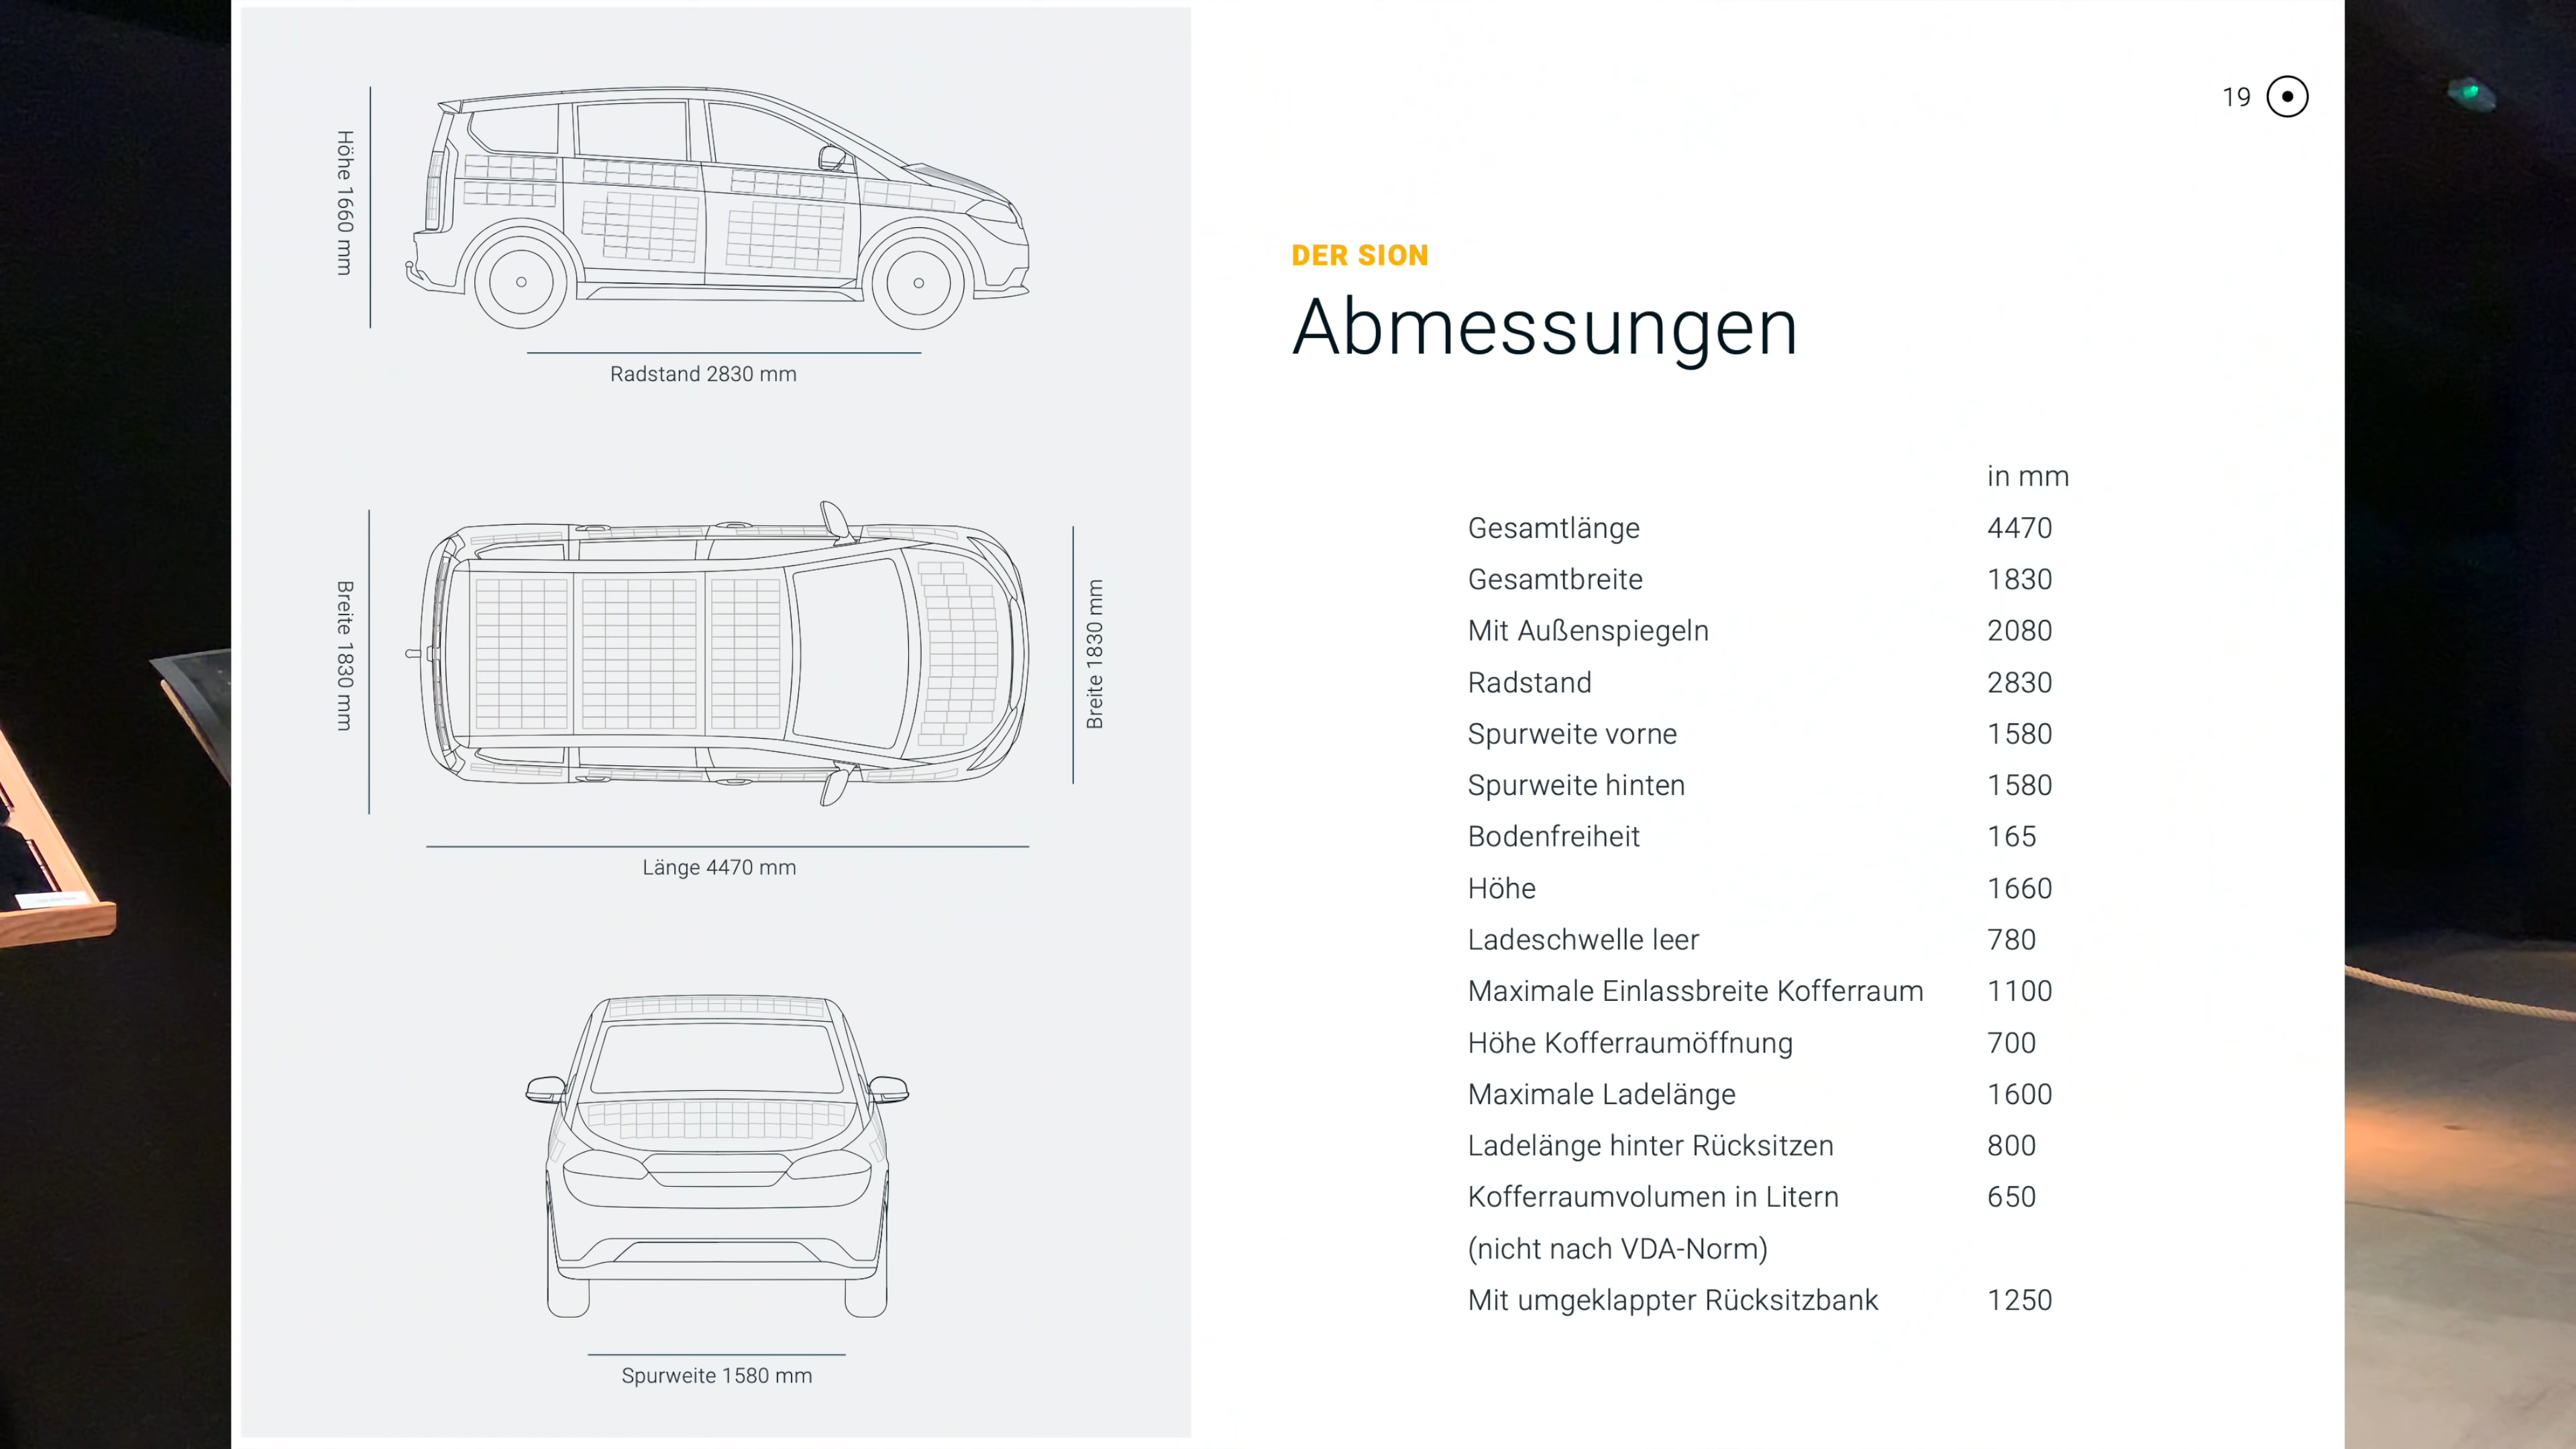 Höhe 1660 mm
Radstand 2830 mm
Breite 1830 mm
Breite 1830 mm
Länge 4470 mm
Spurweite 1580 mm
19
DER SION
Abmessungen
in mm
Gesamtlänge 4470
Gesamtbreite 1830
Mit Außenspiegeln 2080
Radstand 2830
Spurweite vorne 1580
Spurweite hinten 1580
Bodenfreiheit 165
Höhe 1660
Ladeschwelle leer 780
Maximale Einlassbreite Kofferraum 1100
Höhe Kofferraumöffnung 700
Maximale Ladelänge 1600
Ladelänge hinter Rücksitzen 800
Kofferraumvolumen in Litern 650
(nicht nach VDA-Norm)
Mit umgeklappter Rücksitzbank 1250